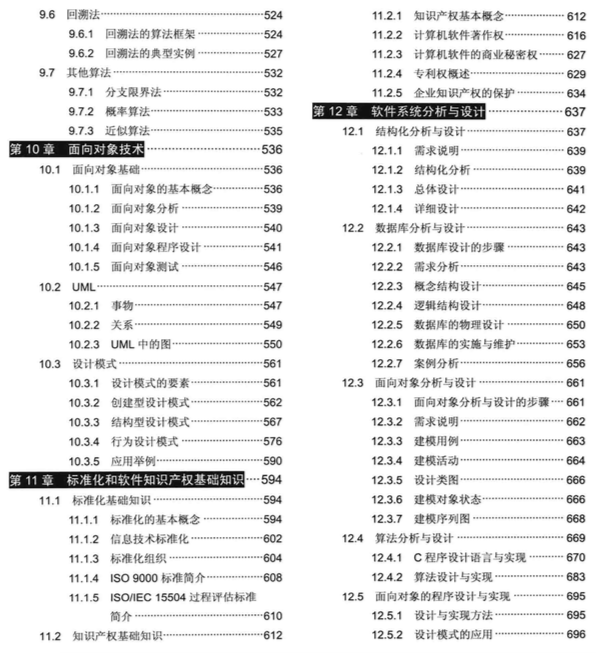 9.6 回溯法 524
9.6.1 回溯法的算法框架 524
9.6.2 回溯法的典型实例 527
9.7 其他算法 532
9.7.1 分支限界法 532
9.7.2 概率算法 533
9.7.3 近似算法 535
第 10 章 面向对象技术 536
10.1 面向对象基础 536
10.1.1 面向对象的基本概念 536
10.1.2 面向对象分析 539
10.1.3 面向对象设计 540
10.1.4 面向对象程序设计 541
10.1.5 面向对象测试 546
10.2 UML 547
10.2.1 事物 547
10.2.2 关系 549
10.2.3 UML 中的图 550
10.3 设计模式 561
10.3.1 设计模式的要素 561
10.3.2 创建型设计模式 562
10.3.3 结构型设计模式 567
10.3.4 行为设计模式 576
10.3.5 应用举例 590
第 11 章 标准化和软件知识产权基础知识 594
11.1 标准化基础知识 594
11.1.1 标准化的基本概念 594
11.1.2 信息技术标准化 602
11.1.3 标准化组织 604
11.1.4 ISO 9000 标准简介 608
11.1.5 ISO/IEC 15504 过程评估标准
简介 610
11.2 知识产权基础知识 612
11.2.1 知识产权基本概念 612
11.2.2 计算机软件著作权 616
11.2.3 计算机软件的商业秘密权 627
11.2.4 专利权概述 629
11.2.5 企业知识产权的保护 634
第 12 章 软件系统分析与设计 637
12.1 结构化分析与设计 637
12.1.1 需求说明 639
12.1.2 结构化分析 639
12.1.3 总体设计 641
12.1.4 详细设计 642
12.2 数据库分析与设计 643
12.2.1 数据库设计的步骤 643
12.2.2 需求分析 643
12.2.3 概念结构设计 645
12.2.4 逻辑结构设计 648
12.2.5 数据库的物理设计 650
12.2.6 数据库的实施与维护 653
12.2.7 案例分析 656
12.3 面向对象分析与设计 661
12.3.1 面向对象分析与设计的步骤 661
12.3.2 需求说明 662
12.3.3 建模用例 663
12.3.4 建模活动 664
12.3.5 设计类图 666
12.3.6 建模对象状态 666
12.3.7 建模序列图 668
12.4 算法分析与设计 669
12.4.1 C 程序设计语言与实现 670
12.4.2 算法设计与实现 683
12.5 面向对象的程序设计与实现 695
12.5.1 设计与实现方法 695
12.5.2 设计模式的应用 696